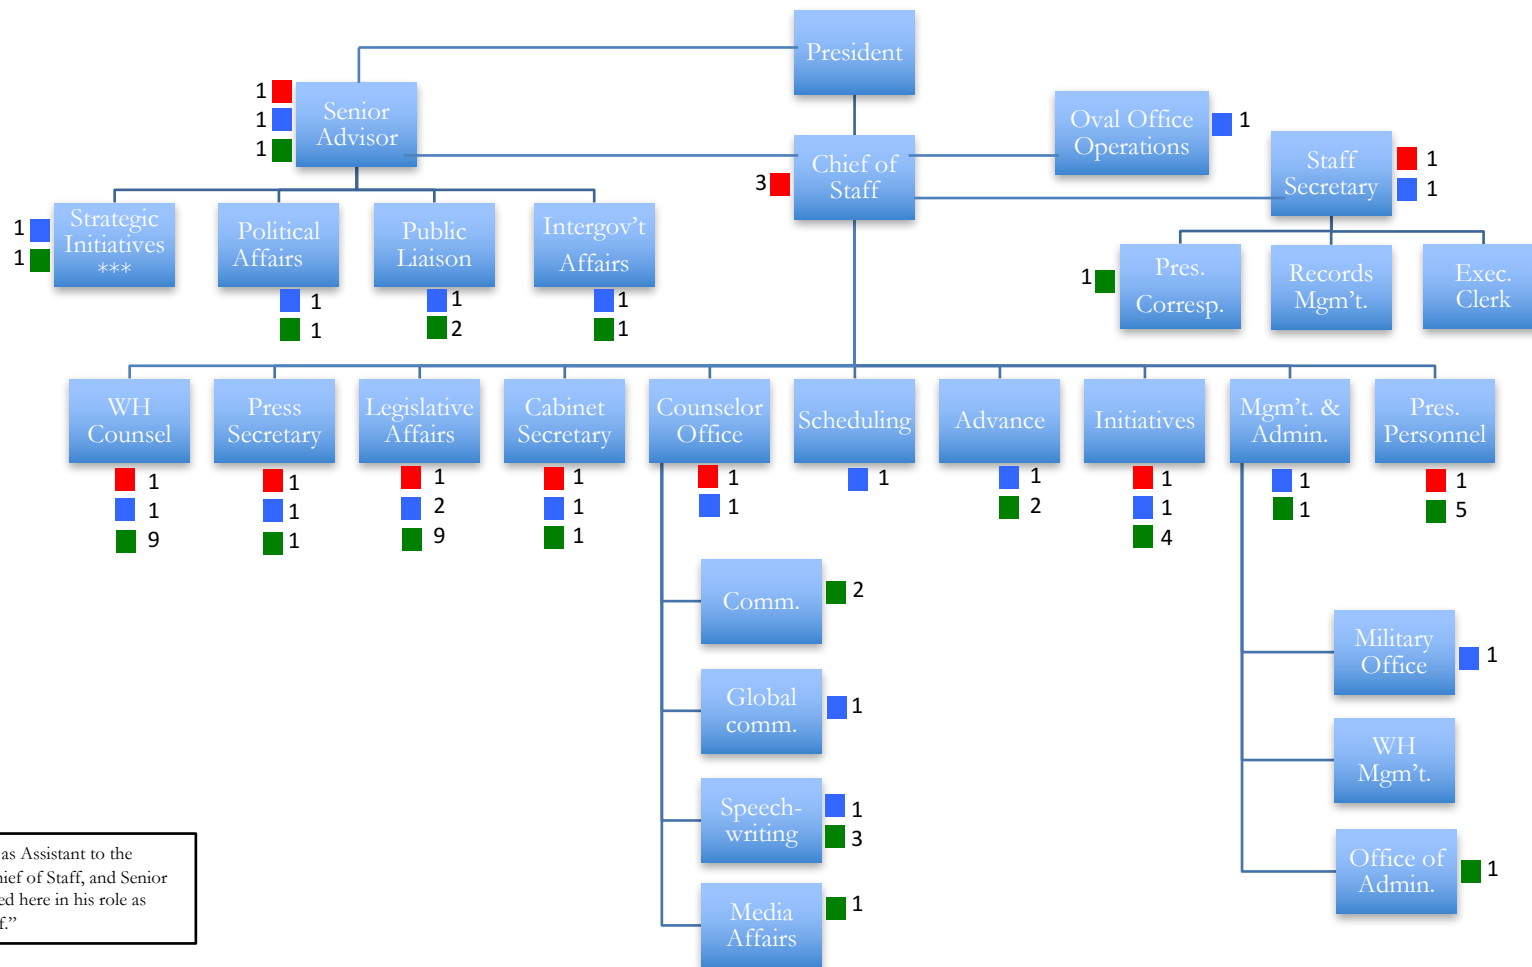 President
1
1
1
Senior
Advisor
Oval Office
Operations
1
Chief of
Staff
3
Staff
Secretary
1
1
1
1
Strategic
Initiatives
***
Political
Affairs
1
1
Public
Liaison
1
2
Intergov’t
Affairs
1
1
1
Pres.
Corresp.
Records
Mgm’t.
Exec.
Clerk
WH
Counsel
1
1
9
Press
Secretary
1
1
1
Legislative
Affairs
1
2
9
Cabinet
Secretary
1
1
1
Counselor
Office
1
1
Scheduling
1
Advance
1
2
Initiatives
1
1
4
Mgm’t. &
Admin.
1
1
Pres.
Personnel
1
5
Comm.
2
Global
comm.
1
Speech-
writing
1
3
Media
Affairs
1
Military
Office
1
WH
Mgm’t.
Office of
Admin.
1
as Assistant to the
hief of Staff, and Senior
ed here in his role as
f.”